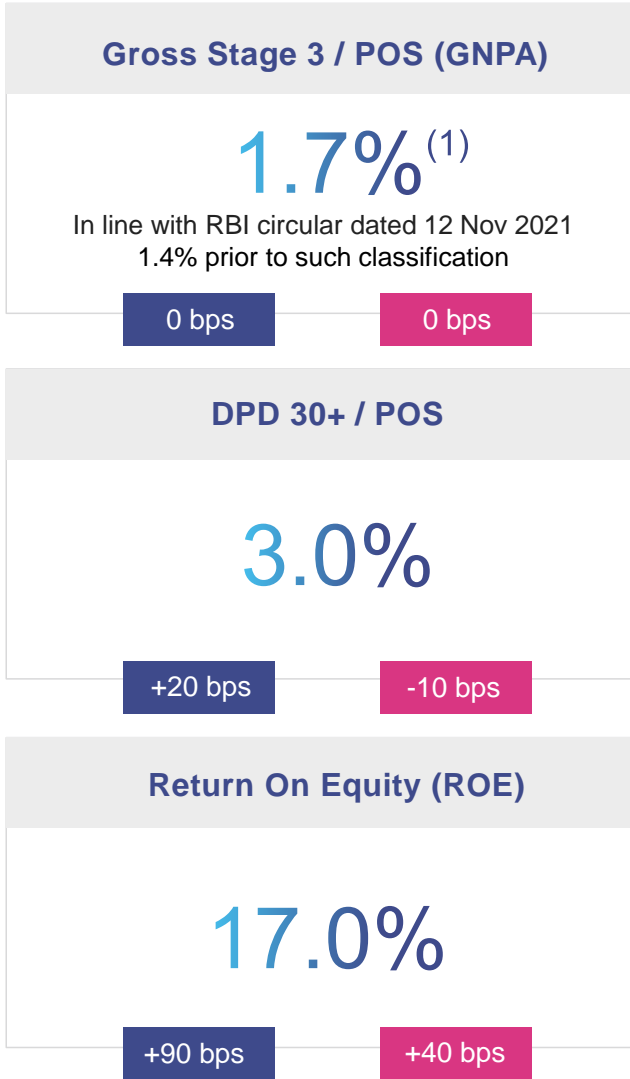 Gross Stage 3 / POS (GNPA)
1.7%(1)
In line with RBI circular dated 12 Nov 2021
1.4% prior to such classification
0 bps 0 bps
DPD 30+ / POS
3.0%
+20 bps -10 bps
Return On Equity (ROE)
17.0%
+90 bps +40 bps